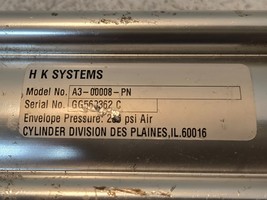 H K SYSTEMS
Model No. A3-00008-PN
Serial No. GG563362 C
Envelope Pressure: psi Air
CYLINDER DIVISION DES PLAINES,IL.60016